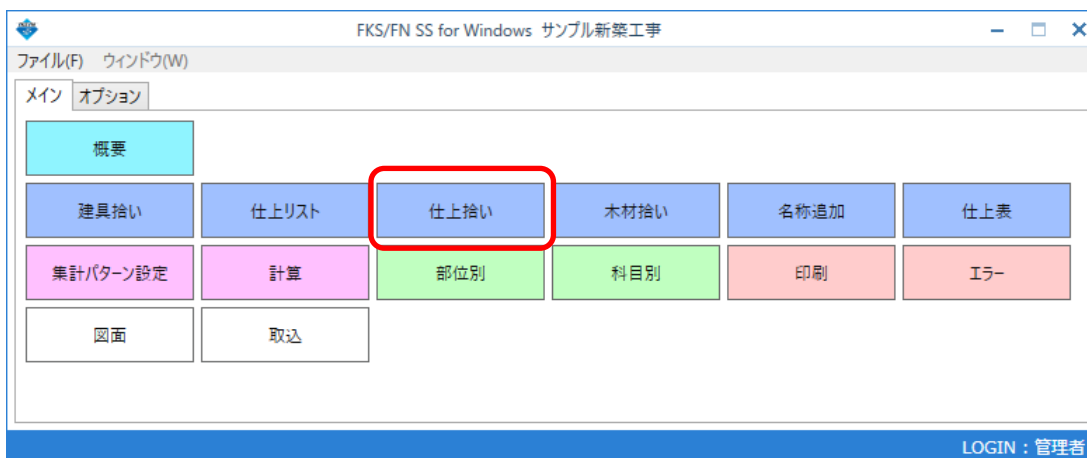 FKS/FN SS for Windows サンプル新築工事
ファイル(F) ウィンドウ(W)
メイン オプション
概要
建具拾い 仕上リスト 仕上拾い 木材拾い 名称追加 仕上表
集計パターン設定 計算 部位別 科目別 印刷 エラー
図面 取込
LOGIN：管理者